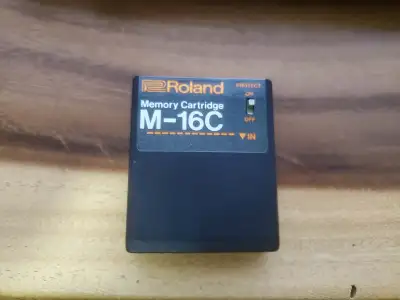 Roland
PROTECT
ON
Memory Cartridge
M-16C
OFF
▼IN